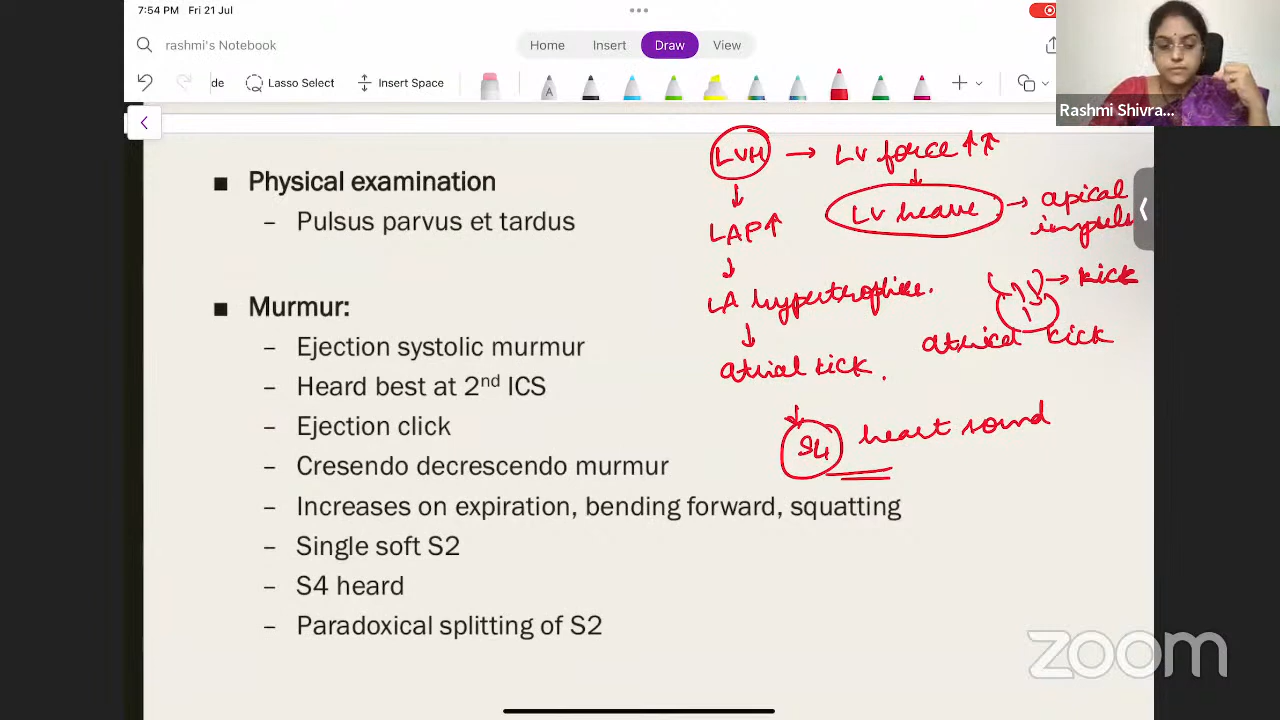 7:54 PM Fri 21 Jul
rashmi's Notebook
Home Insert Draw View
de Lasso Select Insert Space
Rashmi Shivra...
Physical examination
– Pulsus parvus et tardus
Murmur:
– Ejection systolic murmur
– Heard best at 2nd ICS
– Ejection click
– Cresendo decrescendo murmur
– Increases on expiration, bending forward, squatting
– Single soft S2
– S4 heard
– Paradoxical splitting of S2
LVH → LV force ↑↑
↓
LV heave → apical
impuls
↓
LAP↑
↓
LA hypertrophies.
↓
atrial kick.
→ kick
atrical kick
↓
S4 heart sound
zoom